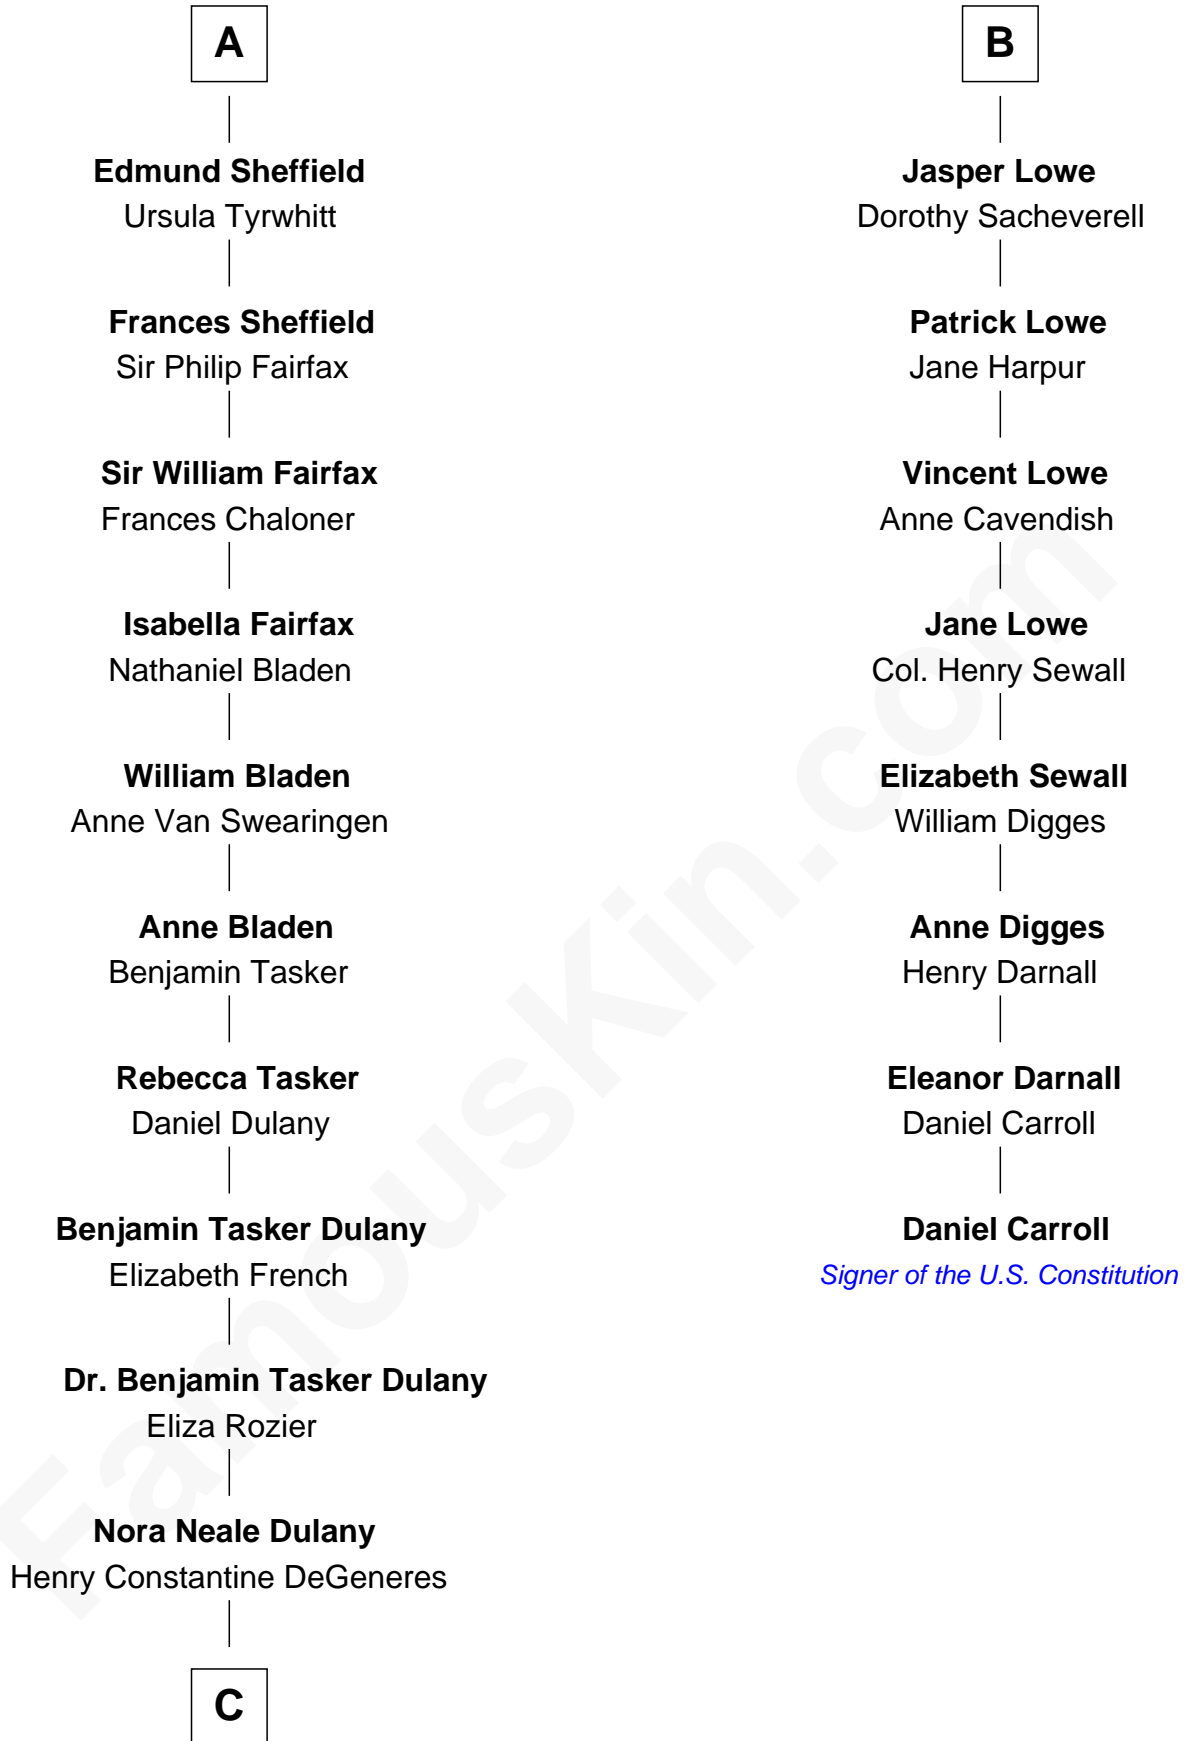 A
Edmund Sheffield
Ursula Tyrwhitt
Frances Sheffield
Sir Philip Fairfax
Sir William Fairfax
Frances Chaloner
Isabella Fairfax
Nathaniel Bladen
William Bladen
Anne Van Swearingen
Anne Bladen
Benjamin Tasker
Rebecca Tasker
Daniel Dulany
Benjamin Tasker Dulany
Elizabeth French
Dr. Benjamin Tasker Dulany
Eliza Rozier
Nora Neale Dulany
Henry Constantine DeGeneres
C
B
Jasper Lowe
Dorothy Sacheverell
Patrick Lowe
Jane Harpur
Vincent Lowe
Anne Cavendish
Jane Lowe
Col. Henry Sewall
Elizabeth Sewall
William Digges
Anne Digges
Henry Darnall
Eleanor Darnall
Daniel Carroll
Daniel Carroll
Signer of the U.S. Constitution
FamousKin.com